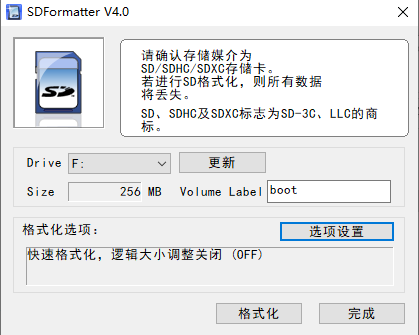 SDFormatter V4.0
SD
请确认存储媒介为
SD/SDHC/SDXC存储卡。
若进行SD格式化，则所有数据
将丢失。
SD、SDHC及SDXC标志为SD-3C、LLC的商
标。
Drive F: 更新
Size 256 MB Volume Label boot
格式化选项： 选项设置
快速格式化，逻辑大小调整关闭 (OFF)
格式化 完成